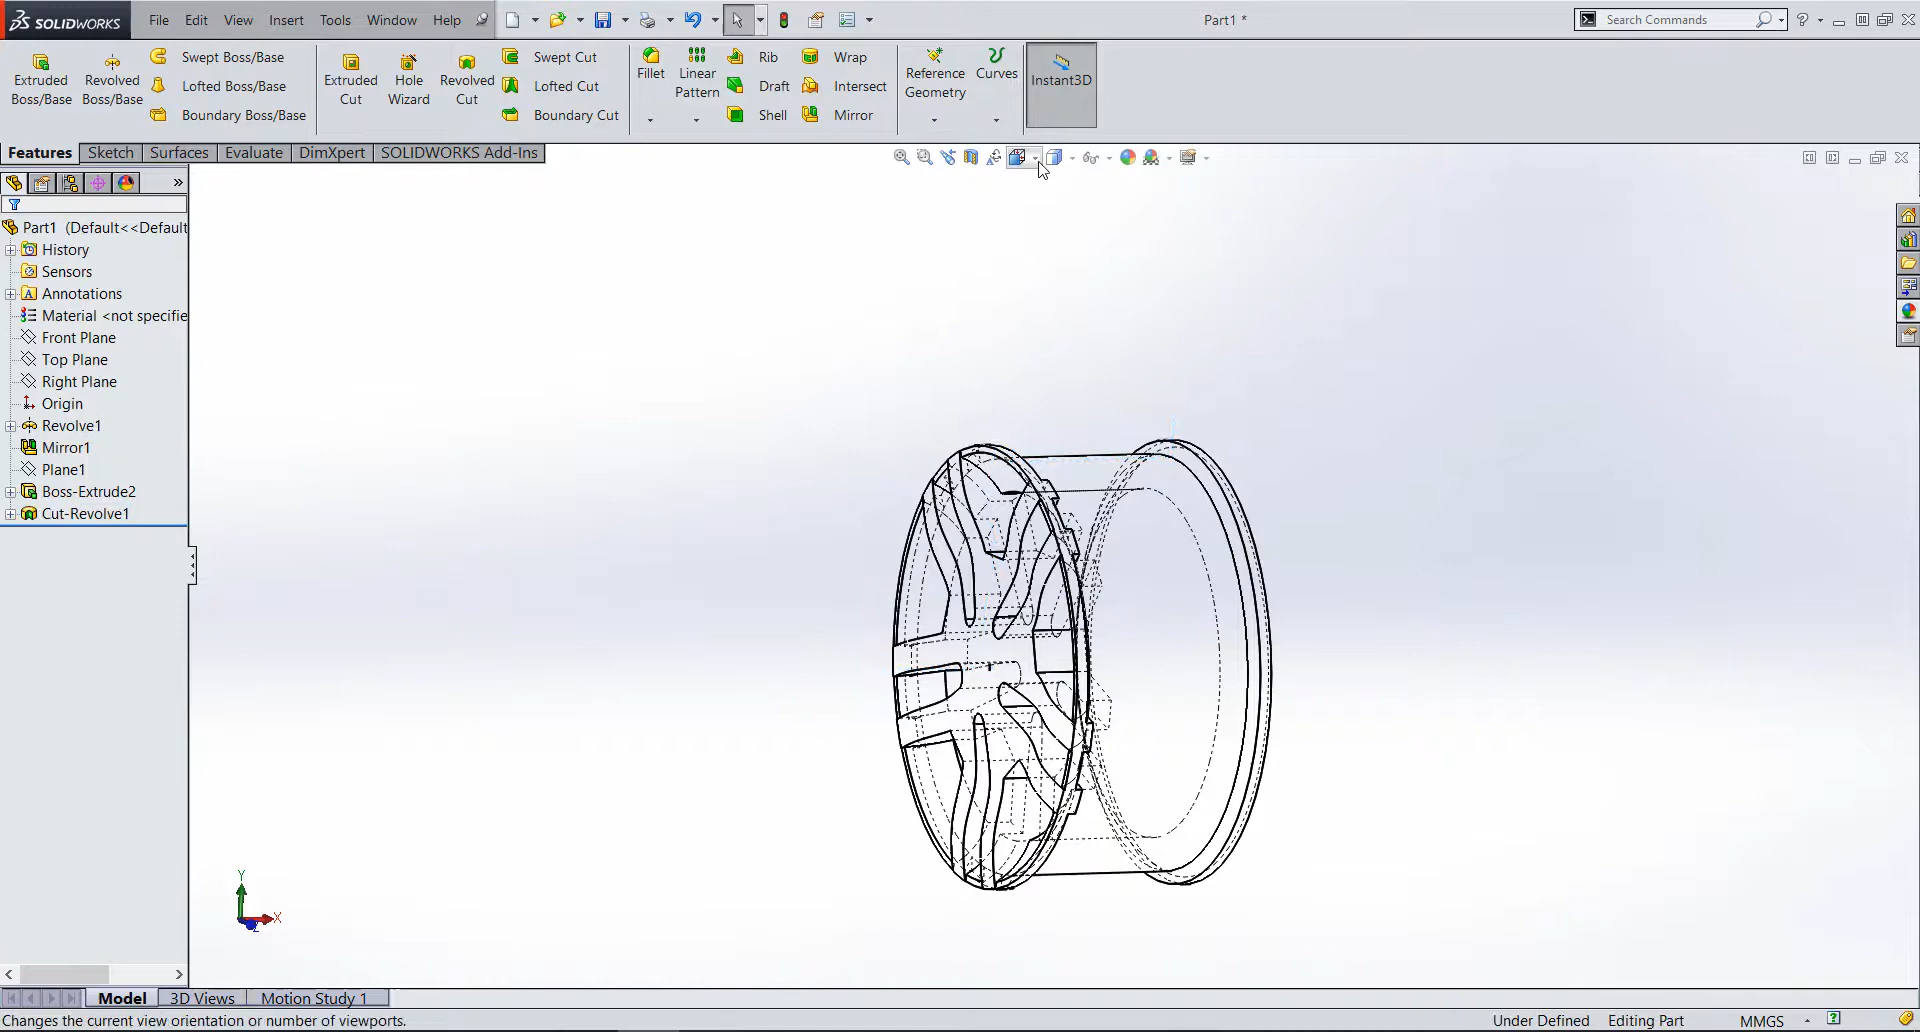 SOLIDWORKS File Edit View Insert Tools Window Help Part1 * Search Commands
Extruded Boss/Base
Revolved Boss/Base
Swept Boss/Base
Lofted Boss/Base
Boundary Boss/Base
Extruded Cut
Hole Wizard
Revolved Cut
Swept Cut
Lofted Cut
Boundary Cut
Fillet
Linear Pattern
Rib
Draft
Shell
Wrap
Intersect
Mirror
Reference Geometry
Curves
Instant3D
Features Sketch Surfaces Evaluate DimXpert SOLIDWORKS Add-Ins
Part1 (Default<<Default
History
Sensors
Annotations
Material <not specifie
Front Plane
Top Plane
Right Plane
Origin
Revolve1
Mirror1
Plane1
Boss-Extrude2
Cut-Revolve1
Y
X
Z
Model 3D Views Motion Study 1
Changes the current view orientation or number of viewports. Under Defined Editing Part MMGS